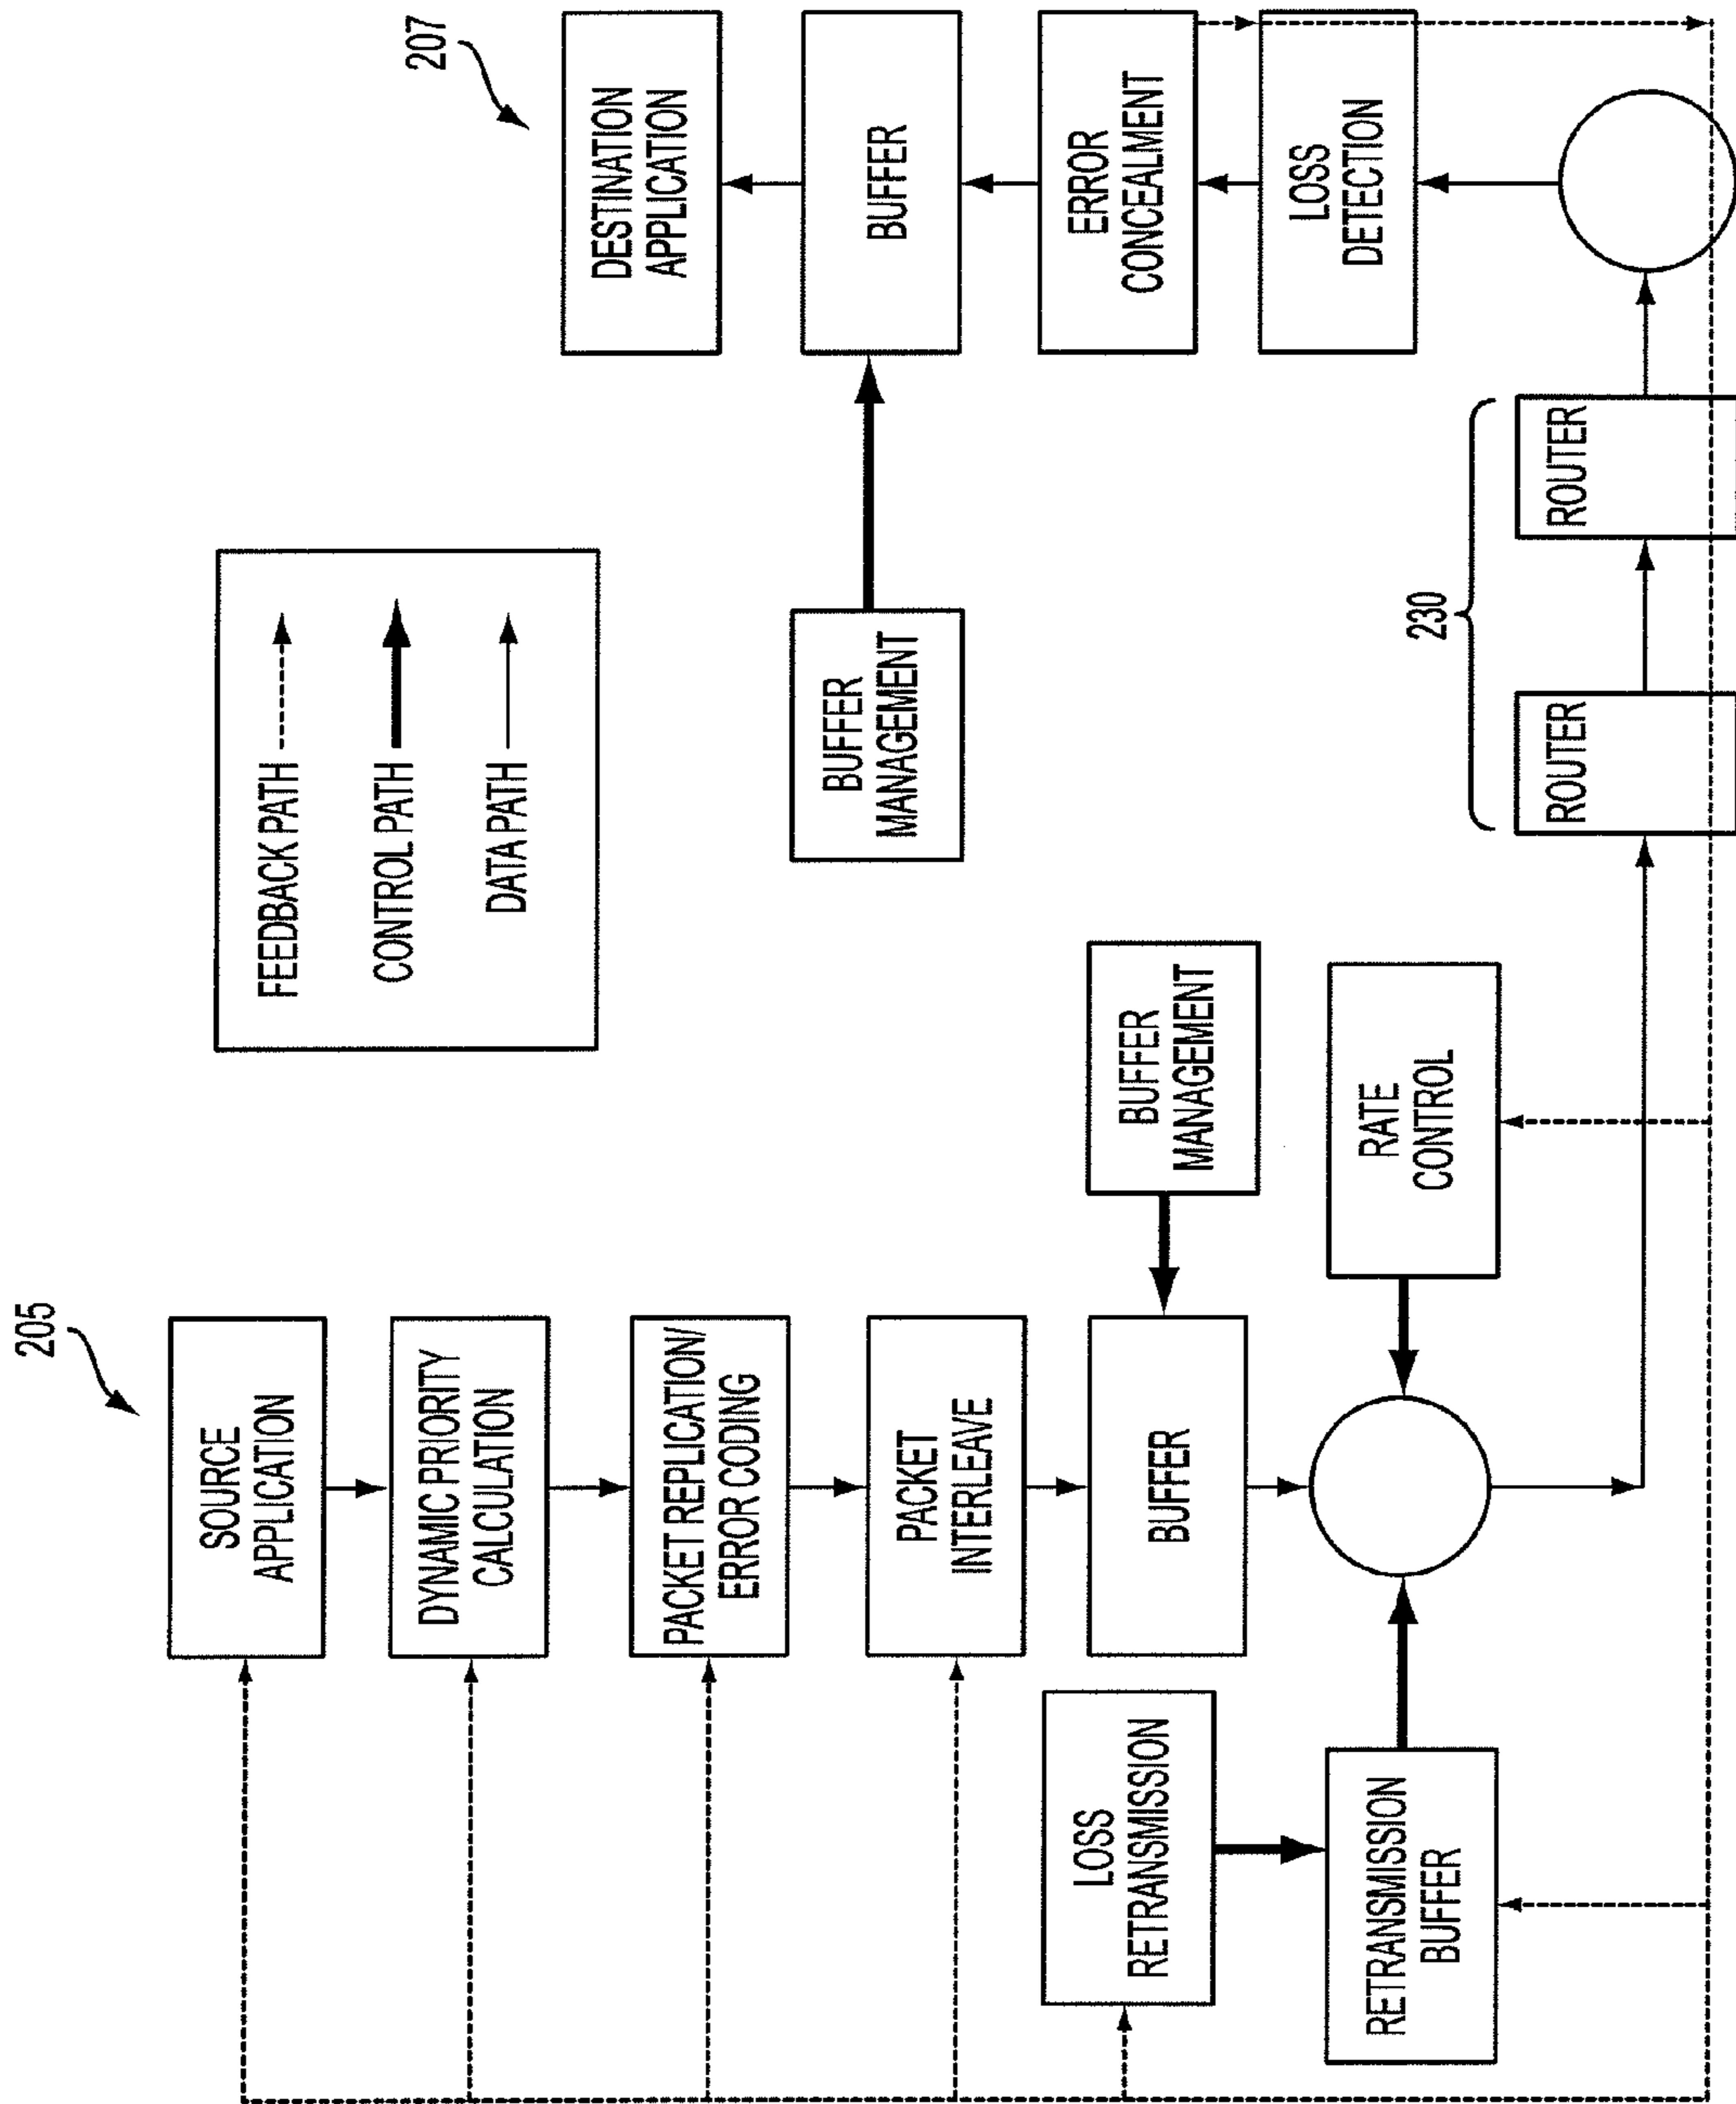 205
SOURCE
APPLICATION
DYNAMIC PRIORITY
CALCULATION
PACKET REPLICATION/
ERROR CODING
PACKET
INTERLEAVE
BUFFER
BUFFER
MANAGEMENT
LOSS
RETRANSMISSION
RETRANSMISSION
BUFFER
RATE
CONTROL
FEEDBACK PATH
CONTROL PATH
DATA PATH
230
ROUTER
ROUTER
207
DESTINATION
APPLICATION
BUFFER
MANAGEMENT
BUFFER
ERROR
CONCEALMENT
LOSS
DETECTION